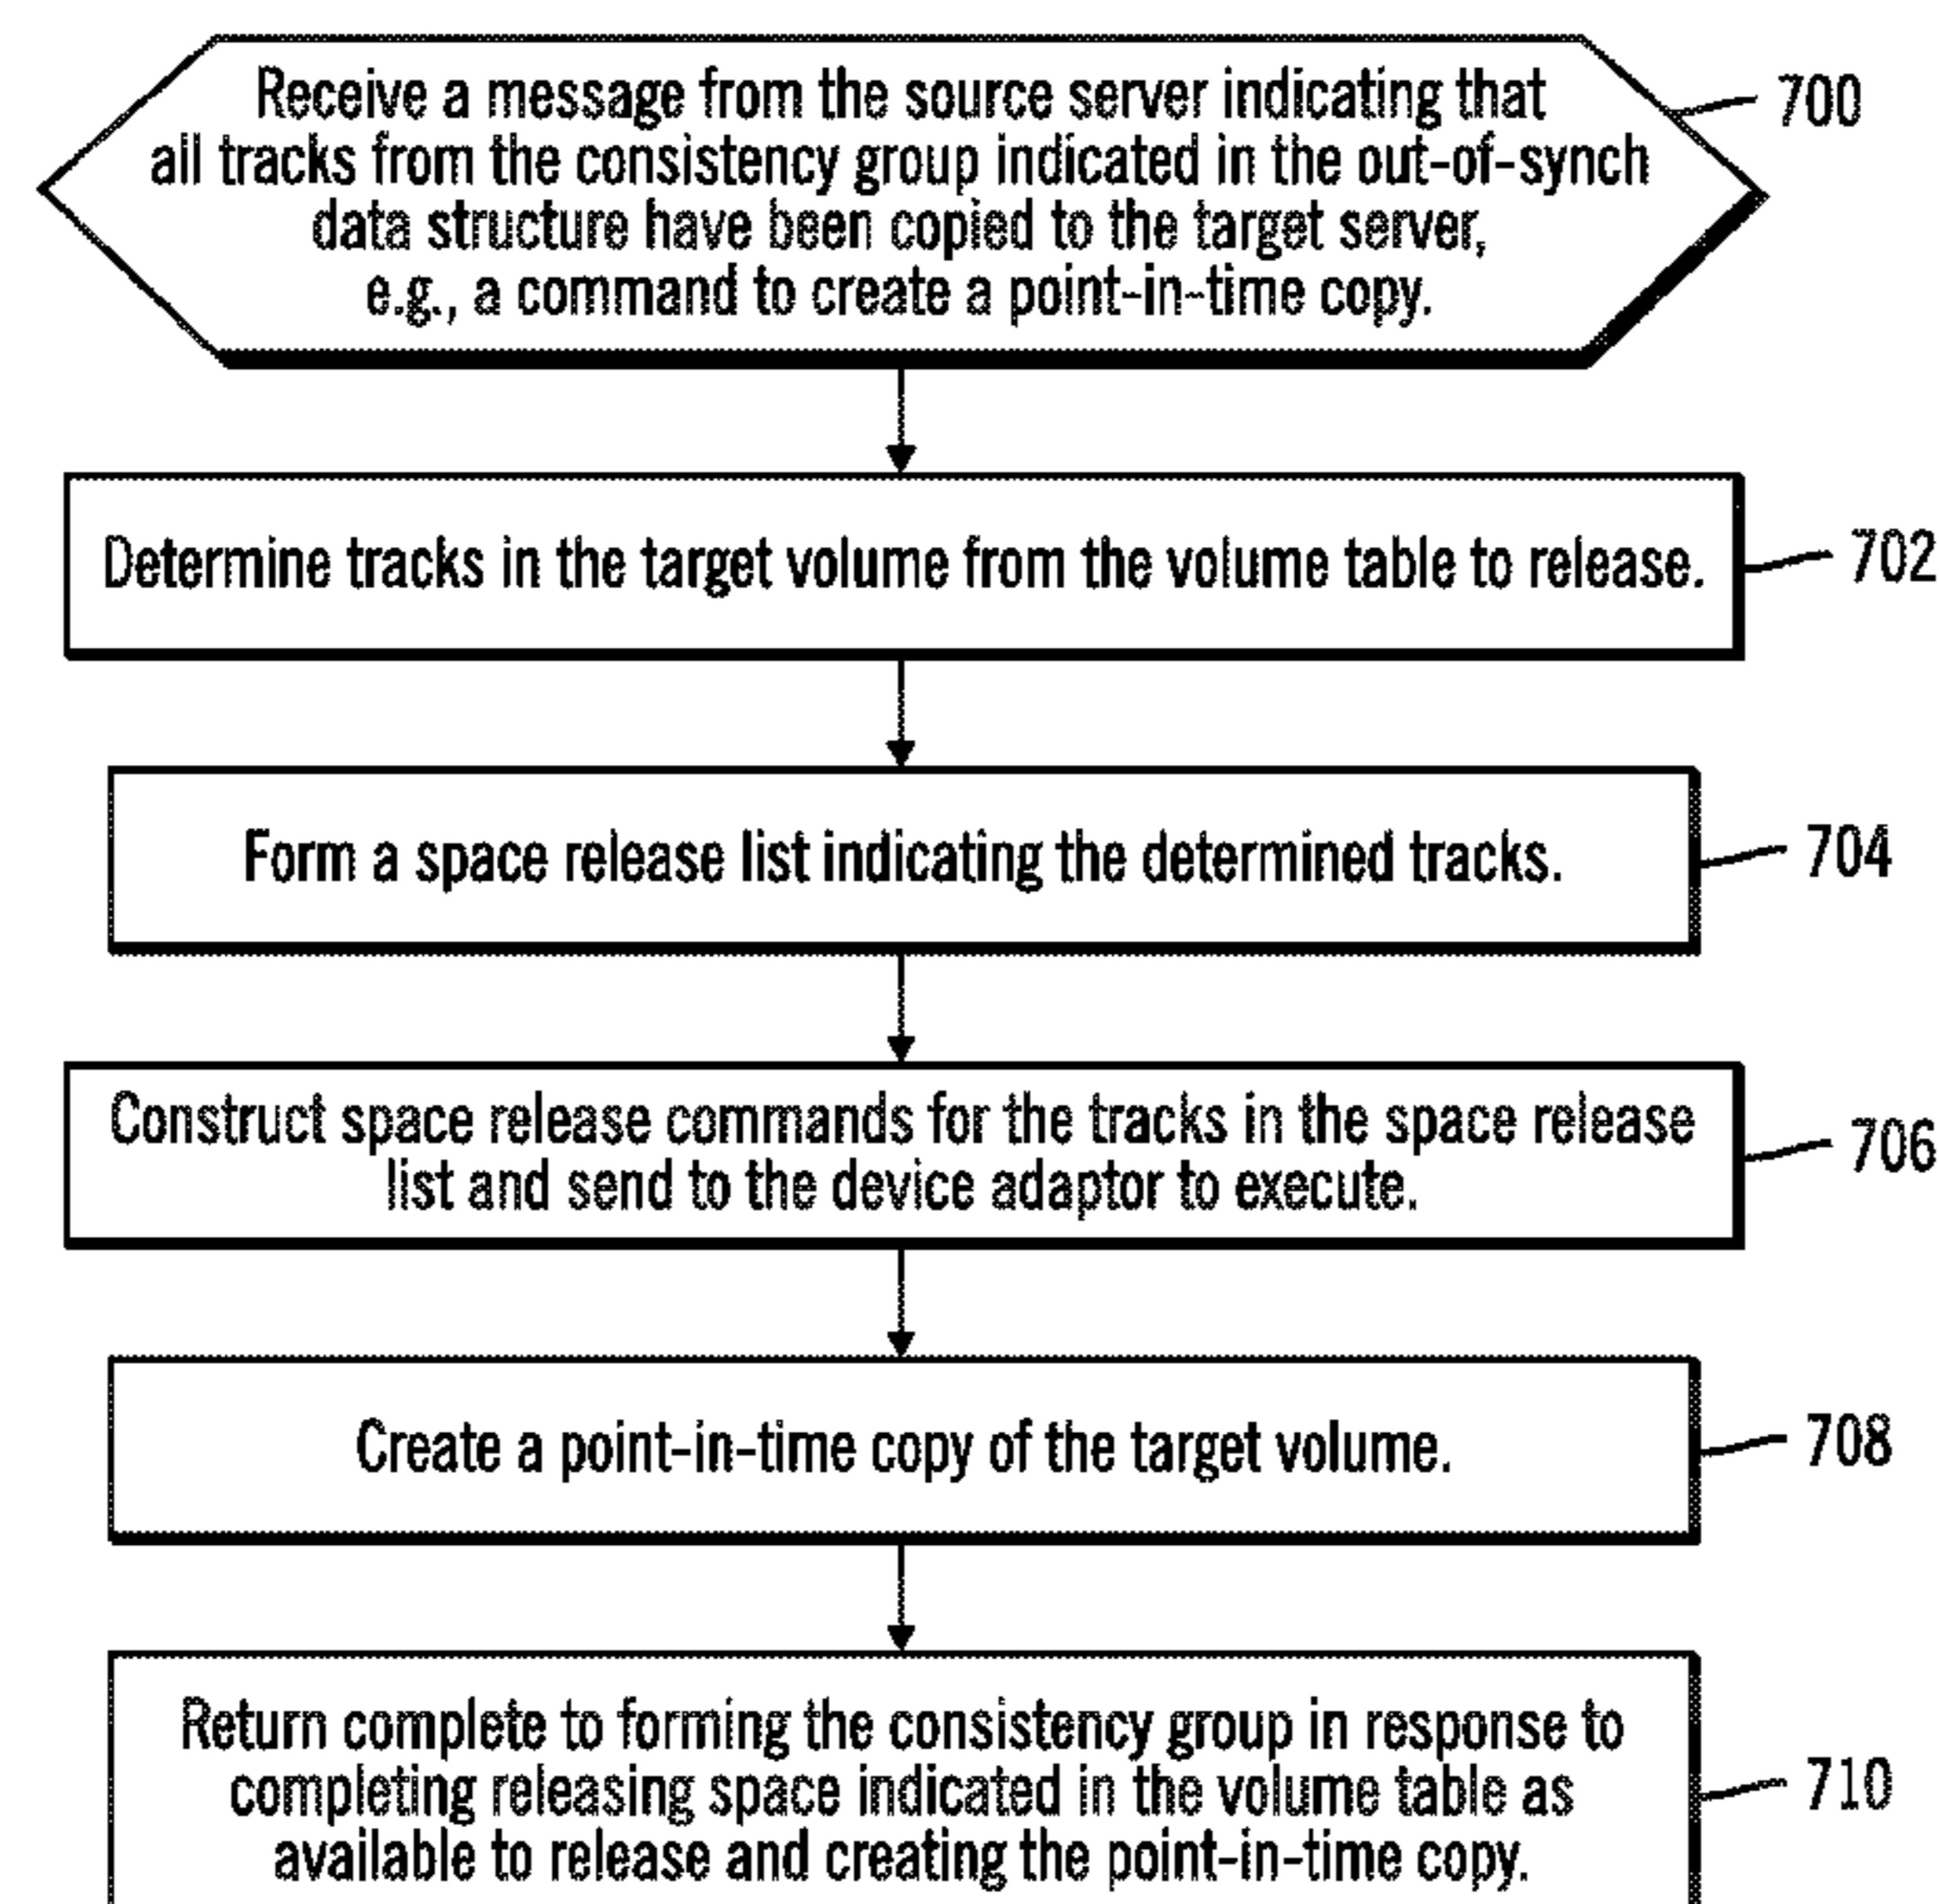 Receive a message from the source server indicating that
all tracks from the consistency group indicated in the out-of-synch
data structure have been copied to the target server,
e.g., a command to create a point-in-time copy.
700
Determine tracks in the target volume from the volume table to release.
702
Form a space release list indicating the determined tracks.
704
Construct space release commands for the tracks in the space release
list and send to the device adaptor to execute.
706
Create a point-in-time copy of the target volume.
708
Return complete to forming the consistency group in response to
completing releasing space indicated in the volume table as
available to release and creating the point-in-time copy.
710